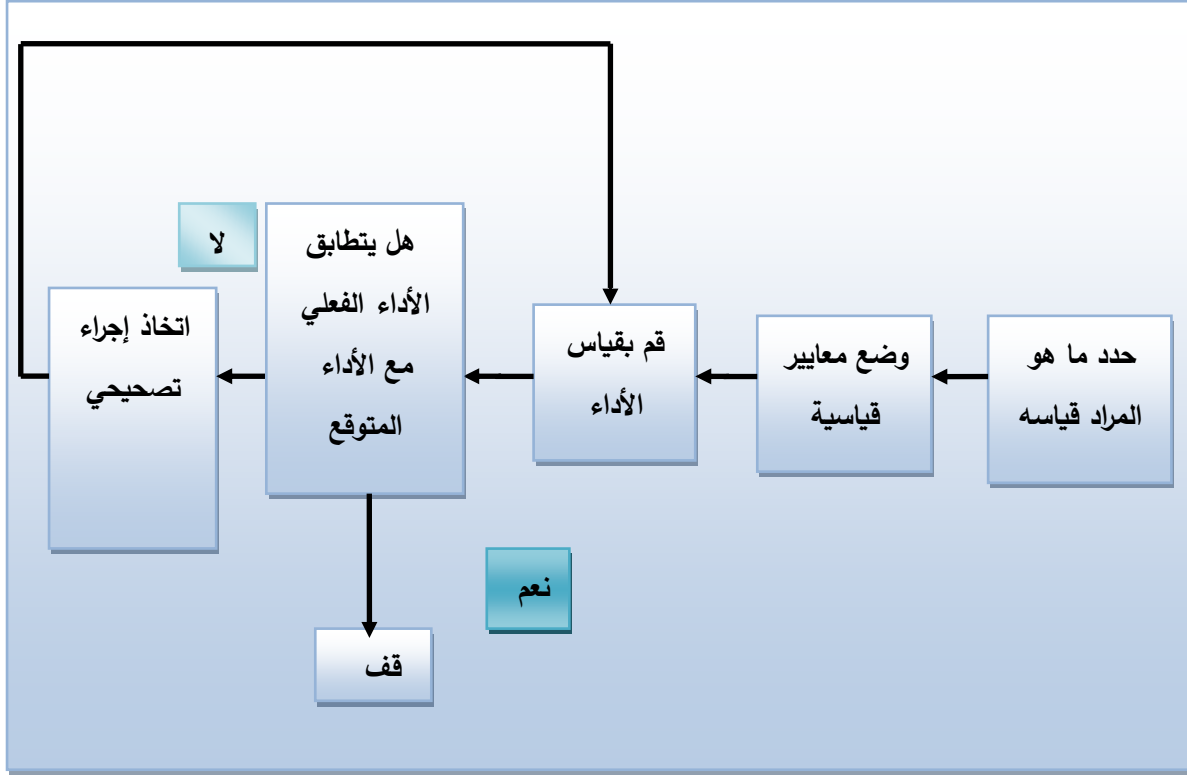 حدد ما هو
المراد قياسه
وضع معايير
قياسية
قم بقياس
الأداء
هل يتطابق
الأداء الفعلي
مع الأداء
المتوقع
لا
اتخاذ إجراء
تصحيحي
نعم
قف